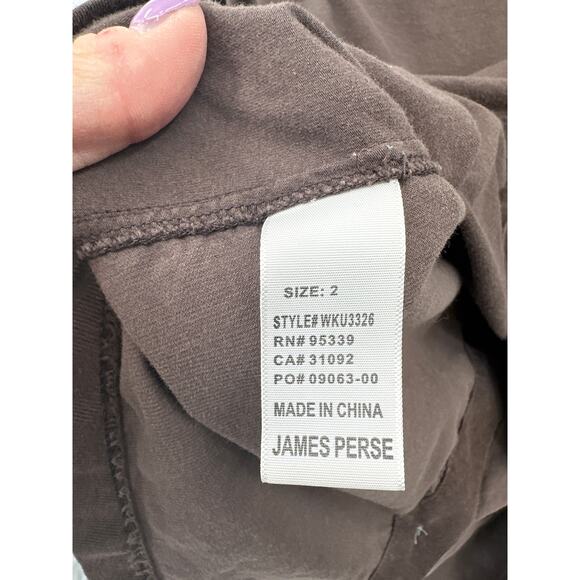 SIZE: 2
STYLE# WKU3326
RN# 95339
CA# 31092
PO# 09063-00
MADE IN CHINA
JAMES PERSE